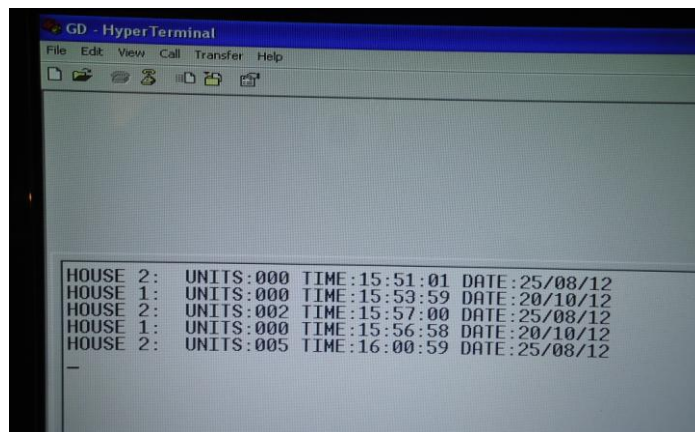 GD - HyperTerminal
File Edit View Call Transfer Help
HOUSE 2: UNITS:000 TIME:15:51:01 DATE:25/08/12
HOUSE 1: UNITS:000 TIME:15:53:59 DATE:20/10/12
HOUSE 2: UNITS:002 TIME:15:57:00 DATE:25/08/12
HOUSE 1: UNITS:000 TIME:15:56:58 DATE:20/10/12
HOUSE 2: UNITS:005 TIME:16:00:59 DATE:25/08/12